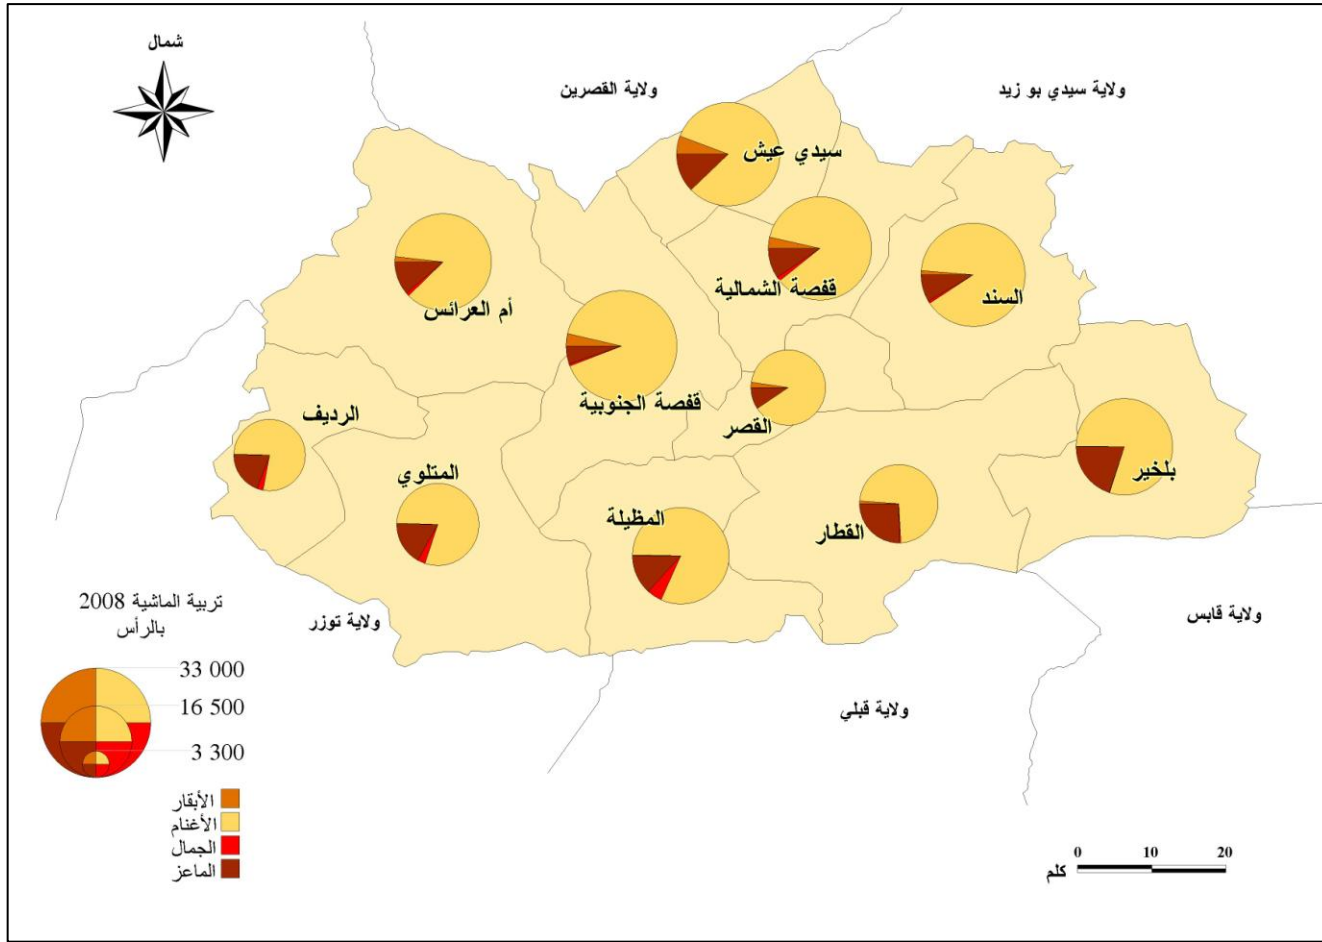 شمال
ولاية القصرين
ولاية سيدي بو زيد
سيدي عيش
قفصة الشمالية
السند
أم العرائس
قفصة الجنوبية
القصر
الرديف
المتلوي
المظيلة
القطار
بلخير
ولاية توزر
ولاية قبلي
ولاية قابس
تربية الماشية 2008
بالرأس
33 000
16 500
3 300
الأبقار
الأغنام
الجمال
الماعز
0 10 20
كلم